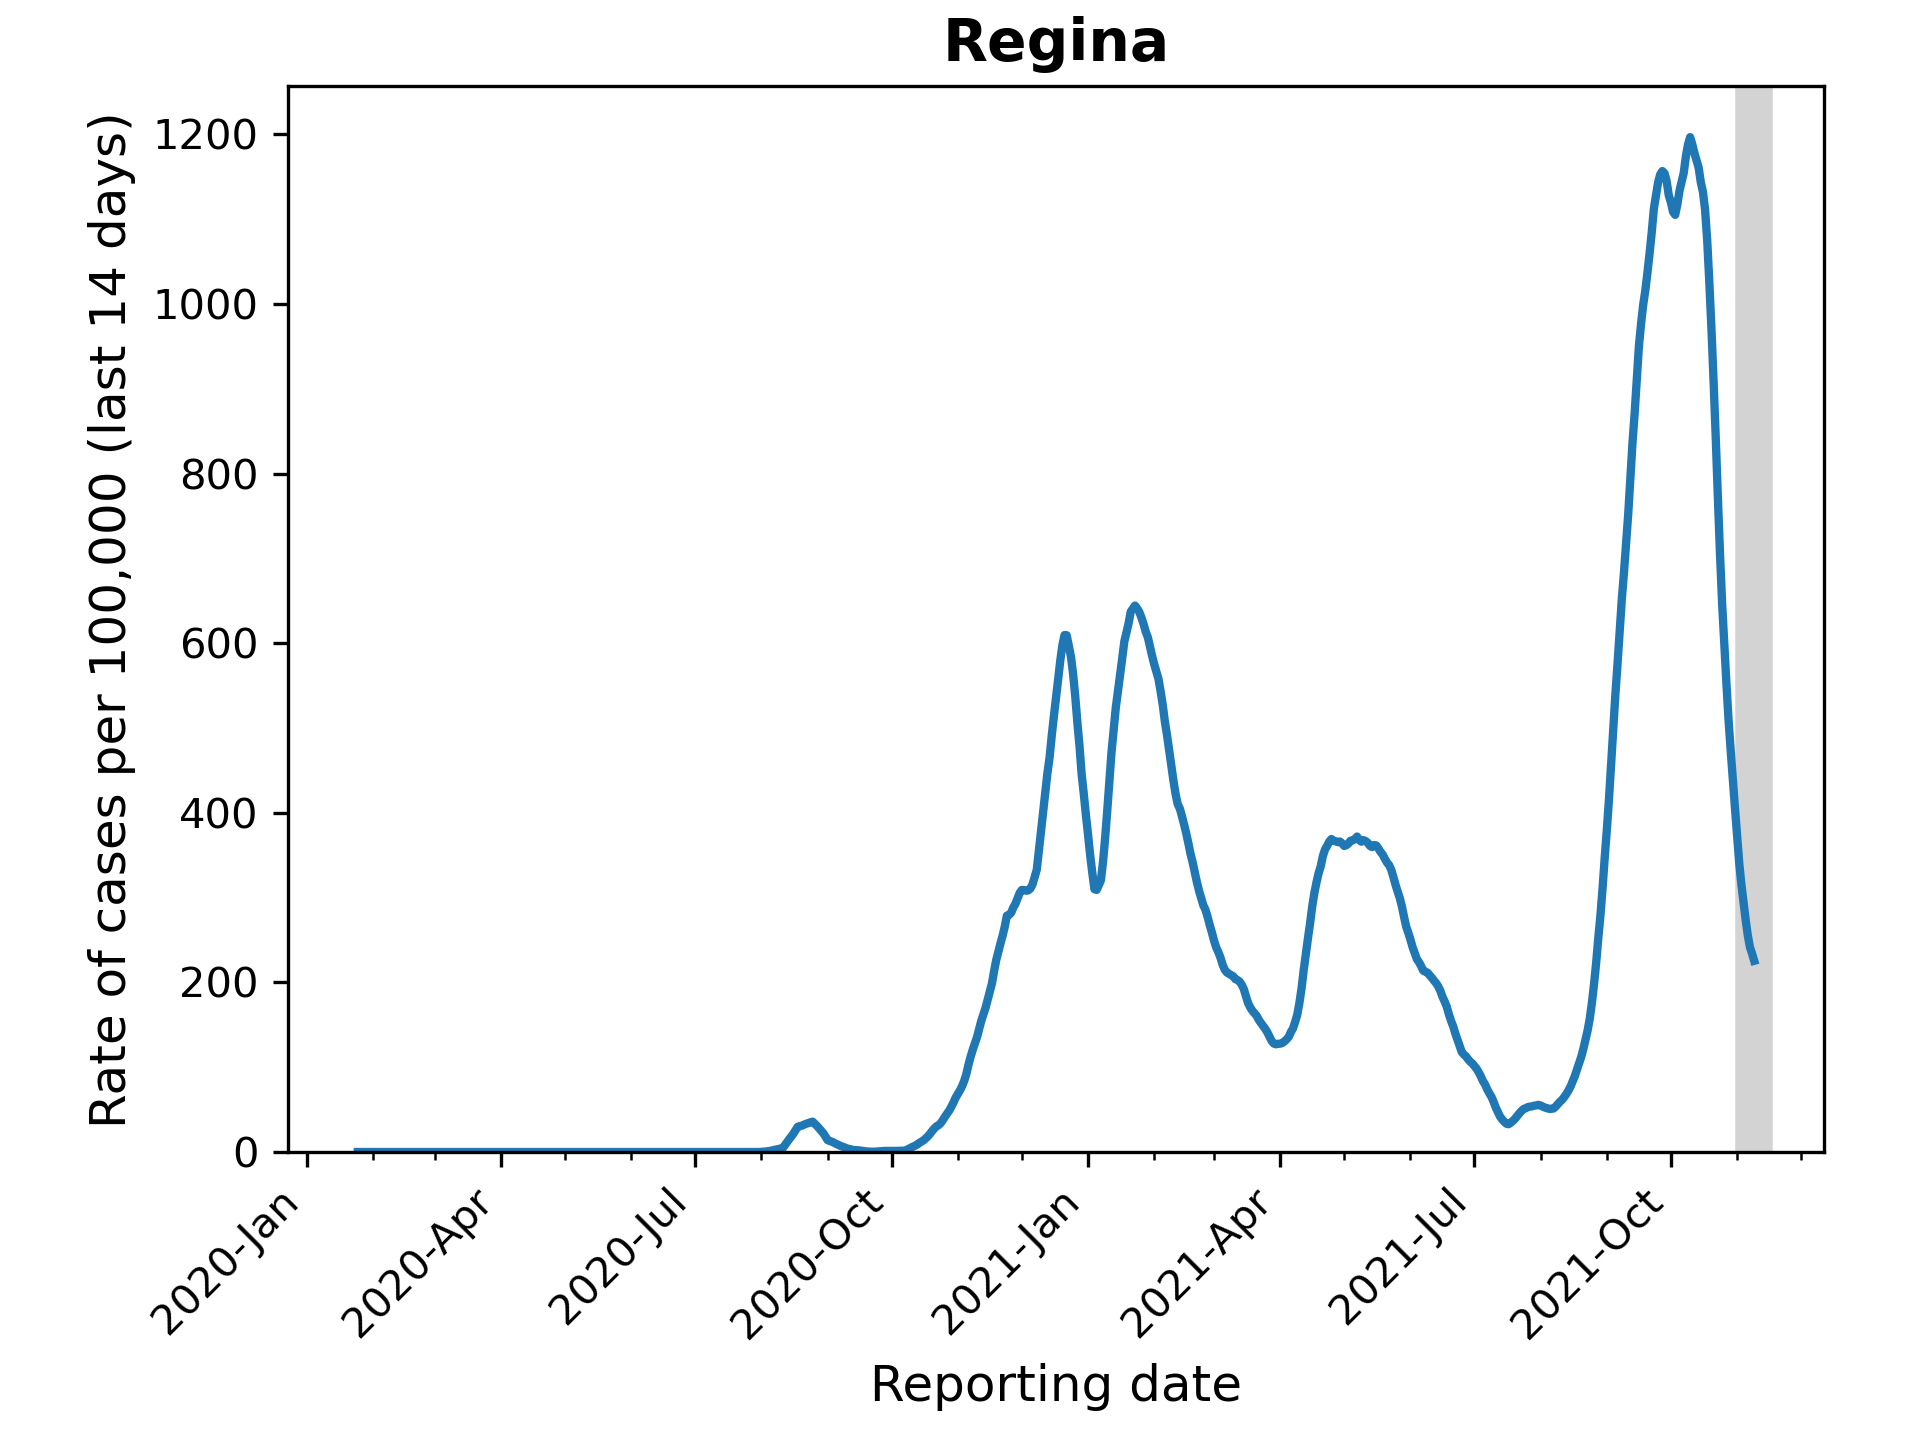 Regina
Rate of cases per 100,000 (last 14 days)
1200
1000
800
600
400
200
0
2020-Jan
2020-Apr
2020-Jul
2020-Oct
2021-Jan
2021-Apr
2021-Jul
2021-Oct
Reporting date